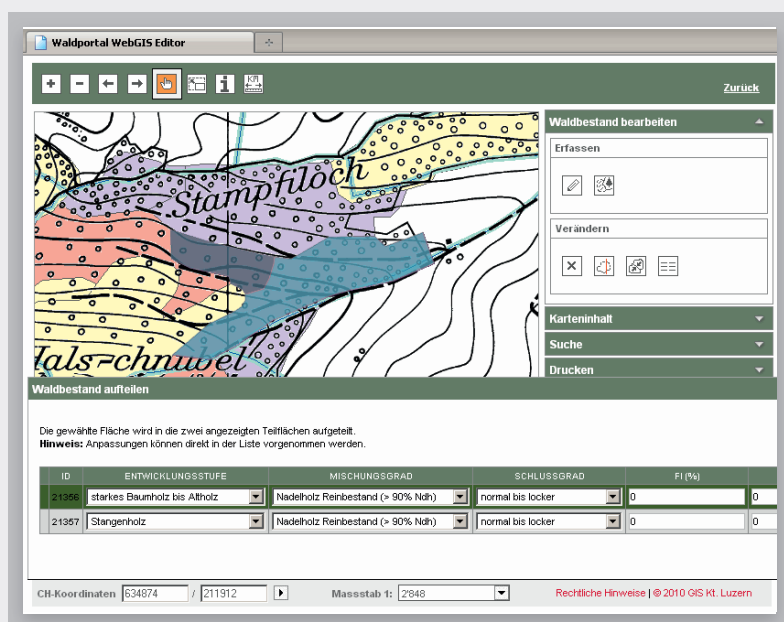 Waldportal WebGIS Editor
KM
Zurück
Stampfiloch
Hals-chnubel
Waldbestand bearbeiten
Erfassen
Verändern
Karteninhalt
Suche
Drucken
Waldbestand aufteilen
Die gewählte Fläche wird in die zwei angezeigten Teilflächen aufgeteilt.
Hinweis: Anpassungen können direkt in der Liste vorgenommen werden.
ID ENTWICKLUNGSSTUFE MISCHUNGSGRAD SCHLUSSGRAD FI (%)
21356 starkes Baumholz bis Altholz Nadelholz Reinbestand (> 90% Ndh) normal bis locker 0 0
21357 Stangenholz Nadelholz Reinbestand (> 90% Ndh) normal bis locker 0 0
CH-Koordinaten 634874 / 211912 Massstab 1: 2'848 Rechtliche Hinweise | © 2010 GIS Kt. Luzern